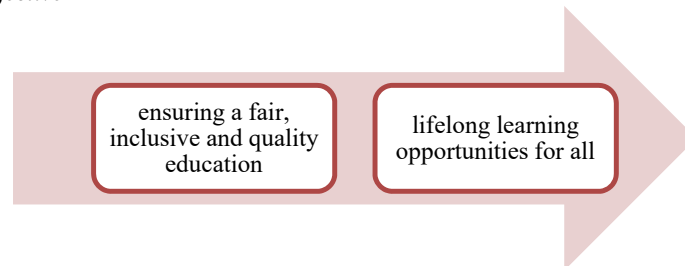 ensuring a fair,
inclusive and quality
education
lifelong learning
opportunities for all